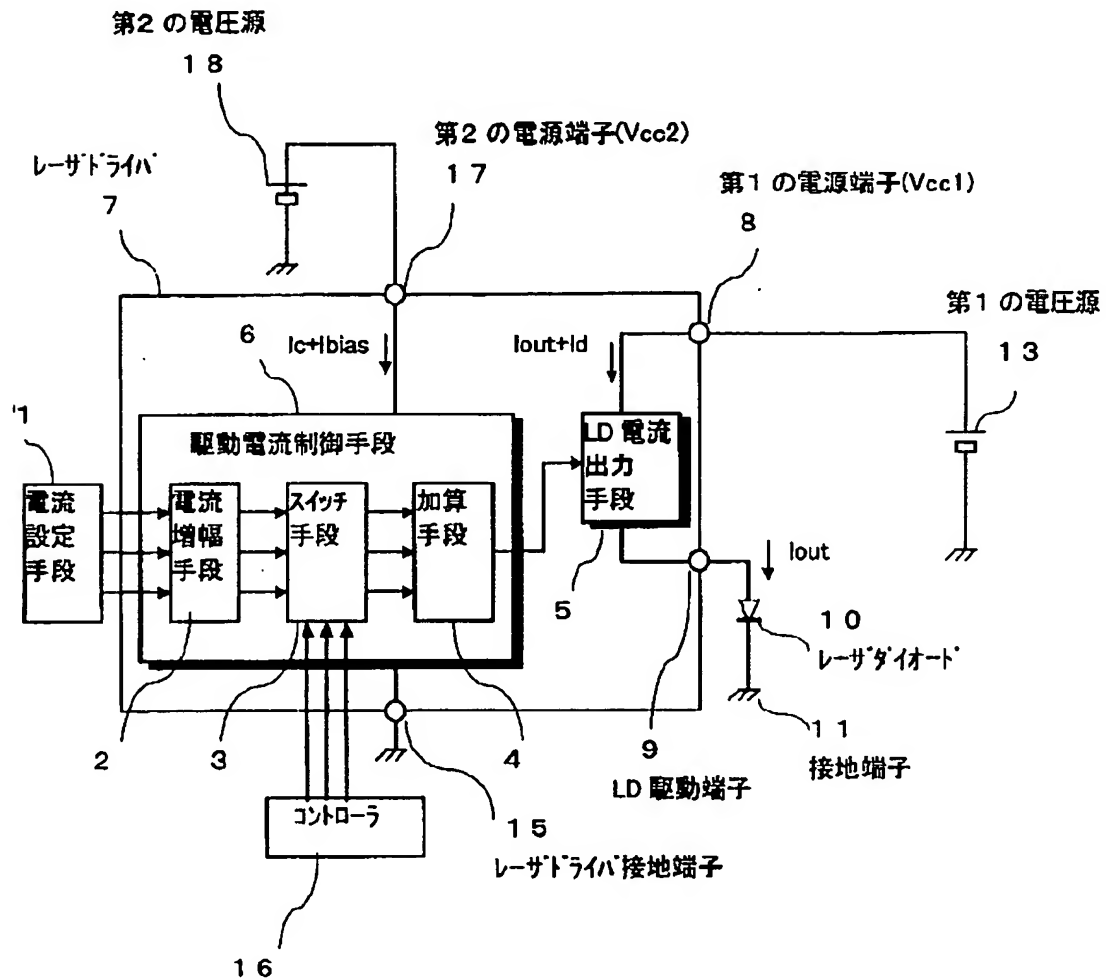 第2の電圧源
18
第2の電源端子(Vcc2)
17
レーザドライバ
7
第1の電源端子(Vcc1)
8
第1の電圧源
13
6
Ic+Ibias
Iout+Id
1
駆動電流制御手段
LD電流
出力
手段
電流
設定
手段
電流
増幅
手段
スイッチ
手段
加算
手段
5
Iout
10
レーザダイオード
2
3
4
9
LD駆動端子
11
接地端子
コントローラ
15
レーザドライバ接地端子
16